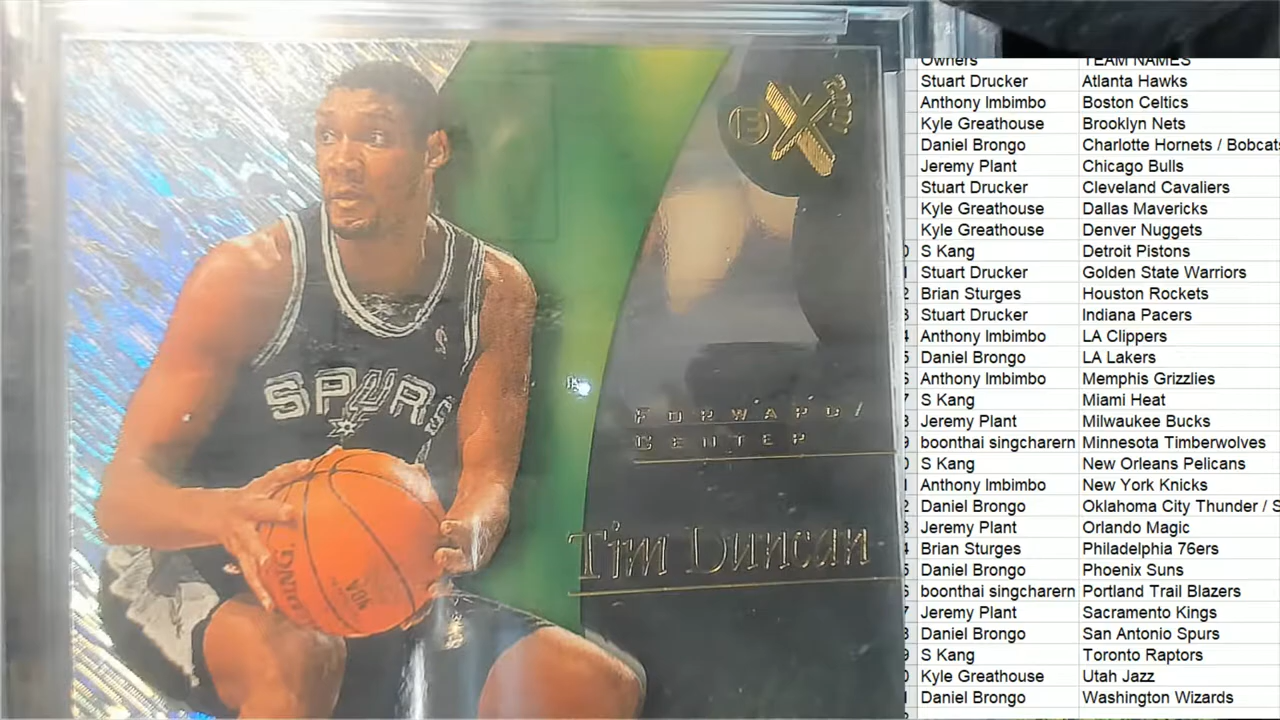 E X 2001
SPURS
FORWARD/
CENTER
Tim Duncan
Owners TEAM NAMES
Stuart Drucker Atlanta Hawks
Anthony Imbimbo Boston Celtics
Kyle Greathouse Brooklyn Nets
Daniel Brongo Charlotte Hornets / Bobcats
Jeremy Plant Chicago Bulls
Stuart Drucker Cleveland Cavaliers
Kyle Greathouse Dallas Mavericks
Kyle Greathouse Denver Nuggets
S Kang Detroit Pistons
Stuart Drucker Golden State Warriors
Brian Sturges Houston Rockets
Stuart Drucker Indiana Pacers
Anthony Imbimbo LA Clippers
Daniel Brongo LA Lakers
Anthony Imbimbo Memphis Grizzlies
S Kang Miami Heat
Jeremy Plant Milwaukee Bucks
boonthai singcharern Minnesota Timberwolves
S Kang New Orleans Pelicans
Anthony Imbimbo New York Knicks
Daniel Brongo Oklahoma City Thunder / S
Jeremy Plant Orlando Magic
Brian Sturges Philadelphia 76ers
Daniel Brongo Phoenix Suns
boonthai singcharern Portland Trail Blazers
Jeremy Plant Sacramento Kings
Daniel Brongo San Antonio Spurs
S Kang Toronto Raptors
Kyle Greathouse Utah Jazz
Daniel Brongo Washington Wizards